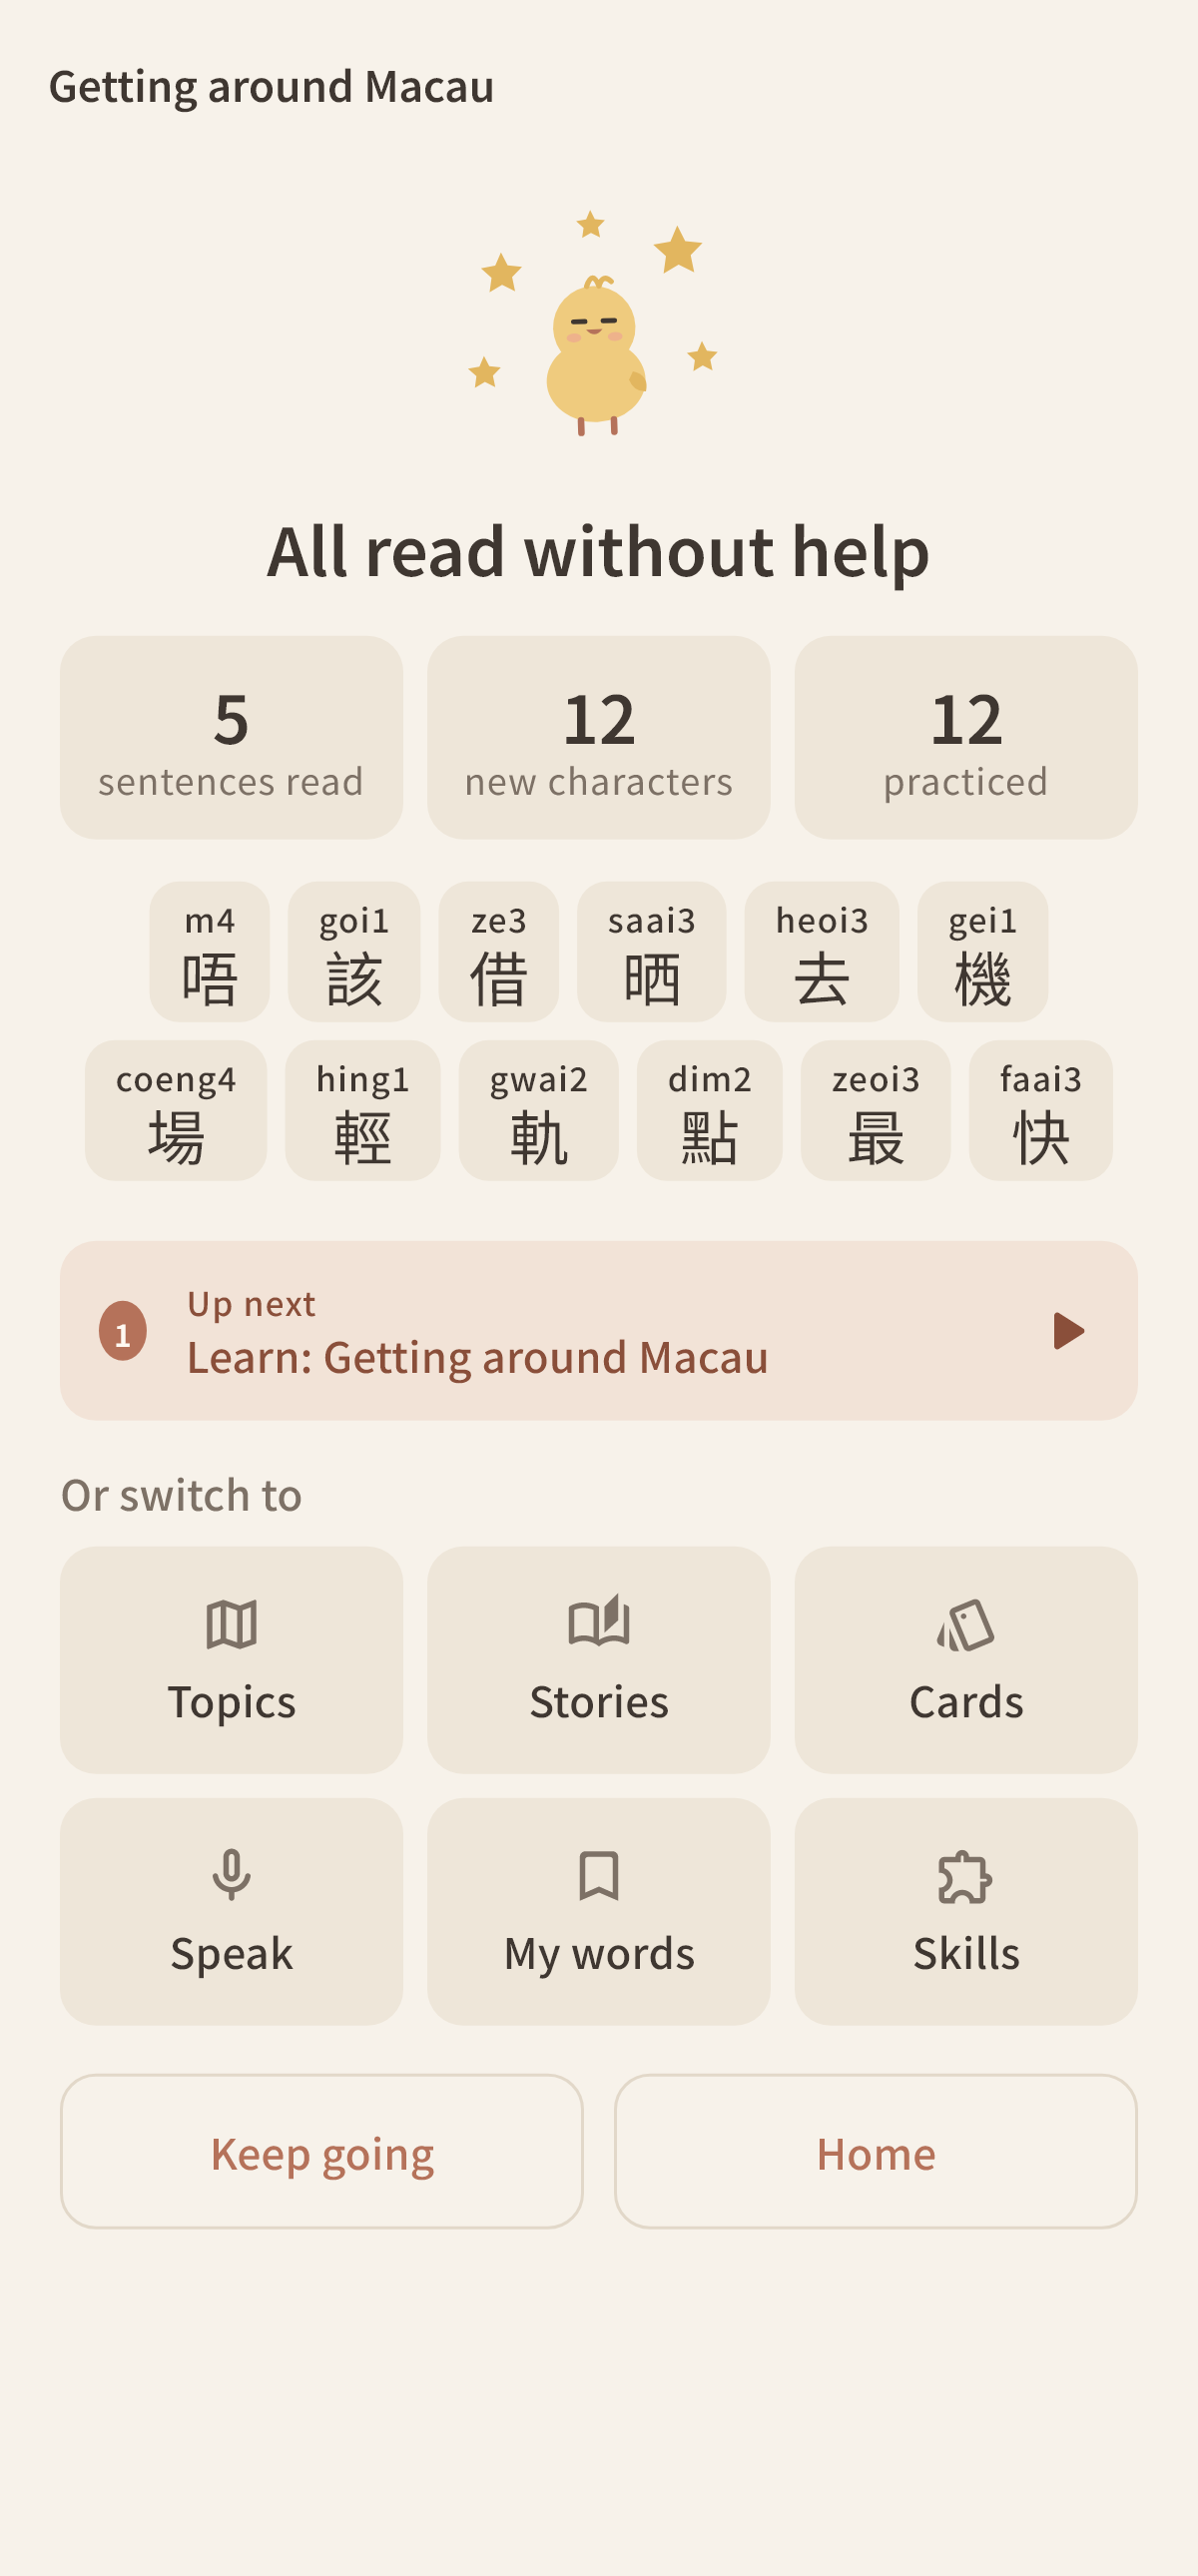 Getting around Macau
All read without help
5 12 12
sentences read new characters practiced
m4 goi1 ze3 saai3 heoi3 gei1
唔 該 借 晒 去 機
coeng4 hing1 gwai2 dim2 zeoi3 faai3
場 輕 軌 點 最 快
Up next
1 Learn: Getting around Macau
Or switch to
Topics Stories Cards
Speak My words Skills
Keep going Home